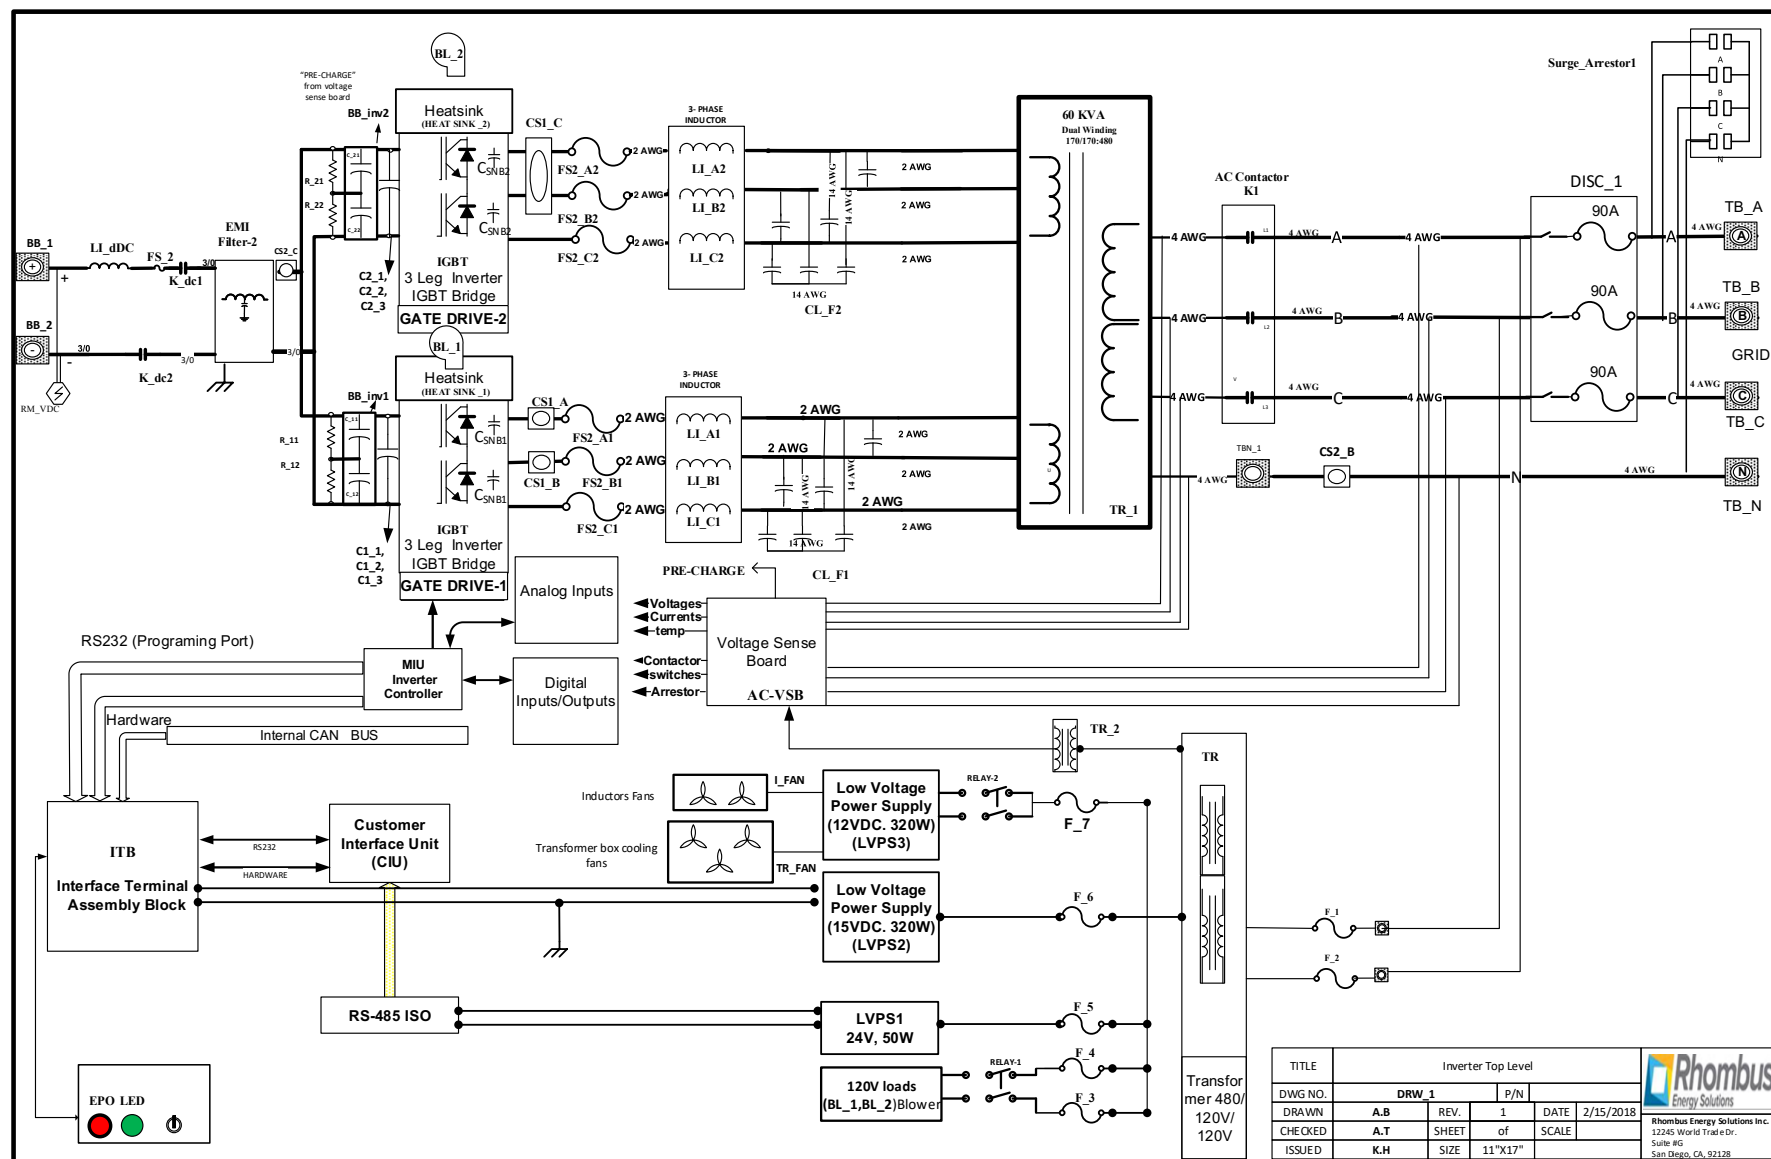 BL_2
"PRE-CHARGE"
from voltage
sense board
BB_inv2
Heatsink
(HEAT SINK _2)
CS1_C
3- PHASE
INDUCTOR
60 KVA
Dual Winding
170/170:480
Surge_Arrestor1
A
B
C
N
C_21
C_22
R_21
R_22
IGBT
3 Leg Inverter
IGBT Bridge
GATE DRIVE-2
CSNB2
CSNB2
FS2_A2
FS2_B2
FS2_C2
2 AWG
2 AWG
2 AWG
LI_A2
LI_B2
LI_C2
2 AWG
2 AWG
2 AWG
14 AWG
14 AWG
14 AWG
CL_F2
C2_1,
C2_2,
C2_3
EMI
Filter-2
CS2_C
BB_1
+
LI_dDC
FS_2
K_dc1
3/0
+
BB_2
-
3/0
-
K_dc2
3/0
3/0
RM_VDC
AC Contactor
K1
L1
L2
V
L3
4 AWG
4 AWG
A
4 AWG
4 AWG
4 AWG
B
4 AWG
4 AWG
4 AWG
C
4 AWG
DISC_1
90A
90A
90A
A
4 AWG
B
4 AWG
C
4 AWG
TB_A
A
TB_B
B
GRID
C
TB_C
N
TB_N
BL_1
Heatsink
(HEAT SINK _1)
BB_inv1
C_11
C_12
R_11
R_12
IGBT
3 Leg Inverter
IGBT Bridge
GATE DRIVE-1
CSNB1
CSNB1
CS1_A
CS1_B
FS2_A1
FS2_B1
FS2_C1
2 AWG
2 AWG
2 AWG
3- PHASE
INDUCTOR
LI_A1
LI_B1
LI_C1
2 AWG
2 AWG
2 AWG
2 AWG
2 AWG
2 AWG
14 AWG
14 AWG
14 AWG
CL_F1
C1_1,
C1_2,
C1_3
TR_1
4 AWG
TBN_1
CS2_B
N
4 AWG
PRE-CHARGE
Analog Inputs
Voltages
Currents
temp
Contactor
switches
Arrestor
Voltage Sense
Board
AC-VSB
RS232 (Programing Port)
MIU
Inverter
Controller
Digital
Inputs/Outputs
Hardware
Internal CAN BUS
TR_2
TR
Inductors Fans
I_FAN
Low Voltage
Power Supply
(12VDC. 320W)
(LVPS3)
RELAY-2
F_7
Transformer box cooling
fans
TR_FAN
ITB
Interface Terminal
Assembly Block
RS232
HARDWARE
Customer
Interface Unit
(CIU)
Low Voltage
Power Supply
(15VDC. 320W)
(LVPS2)
F_6
F_1
F_2
RS-485 ISO
LVPS1
24V, 50W
F_5
F_4
RELAY-1
F_3
120V loads
(BL_1,BL_2)Blower
Transfor
mer 480/
120V/
120V
EPO LED
TITLE
Inverter Top Level
DWG NO.
DRW_1
P/N
DRAWN
A.B
REV.
1
DATE
2/15/2018
CHECKED
A.T
SHEET
of
SCALE
ISSUED
K.H
SIZE
11"X17"
Rhombus
Energy Solutions
Rhombus Energy Solutions Inc.
12245 World Trade Dr.
Suite #G
San Diego, CA, 92128